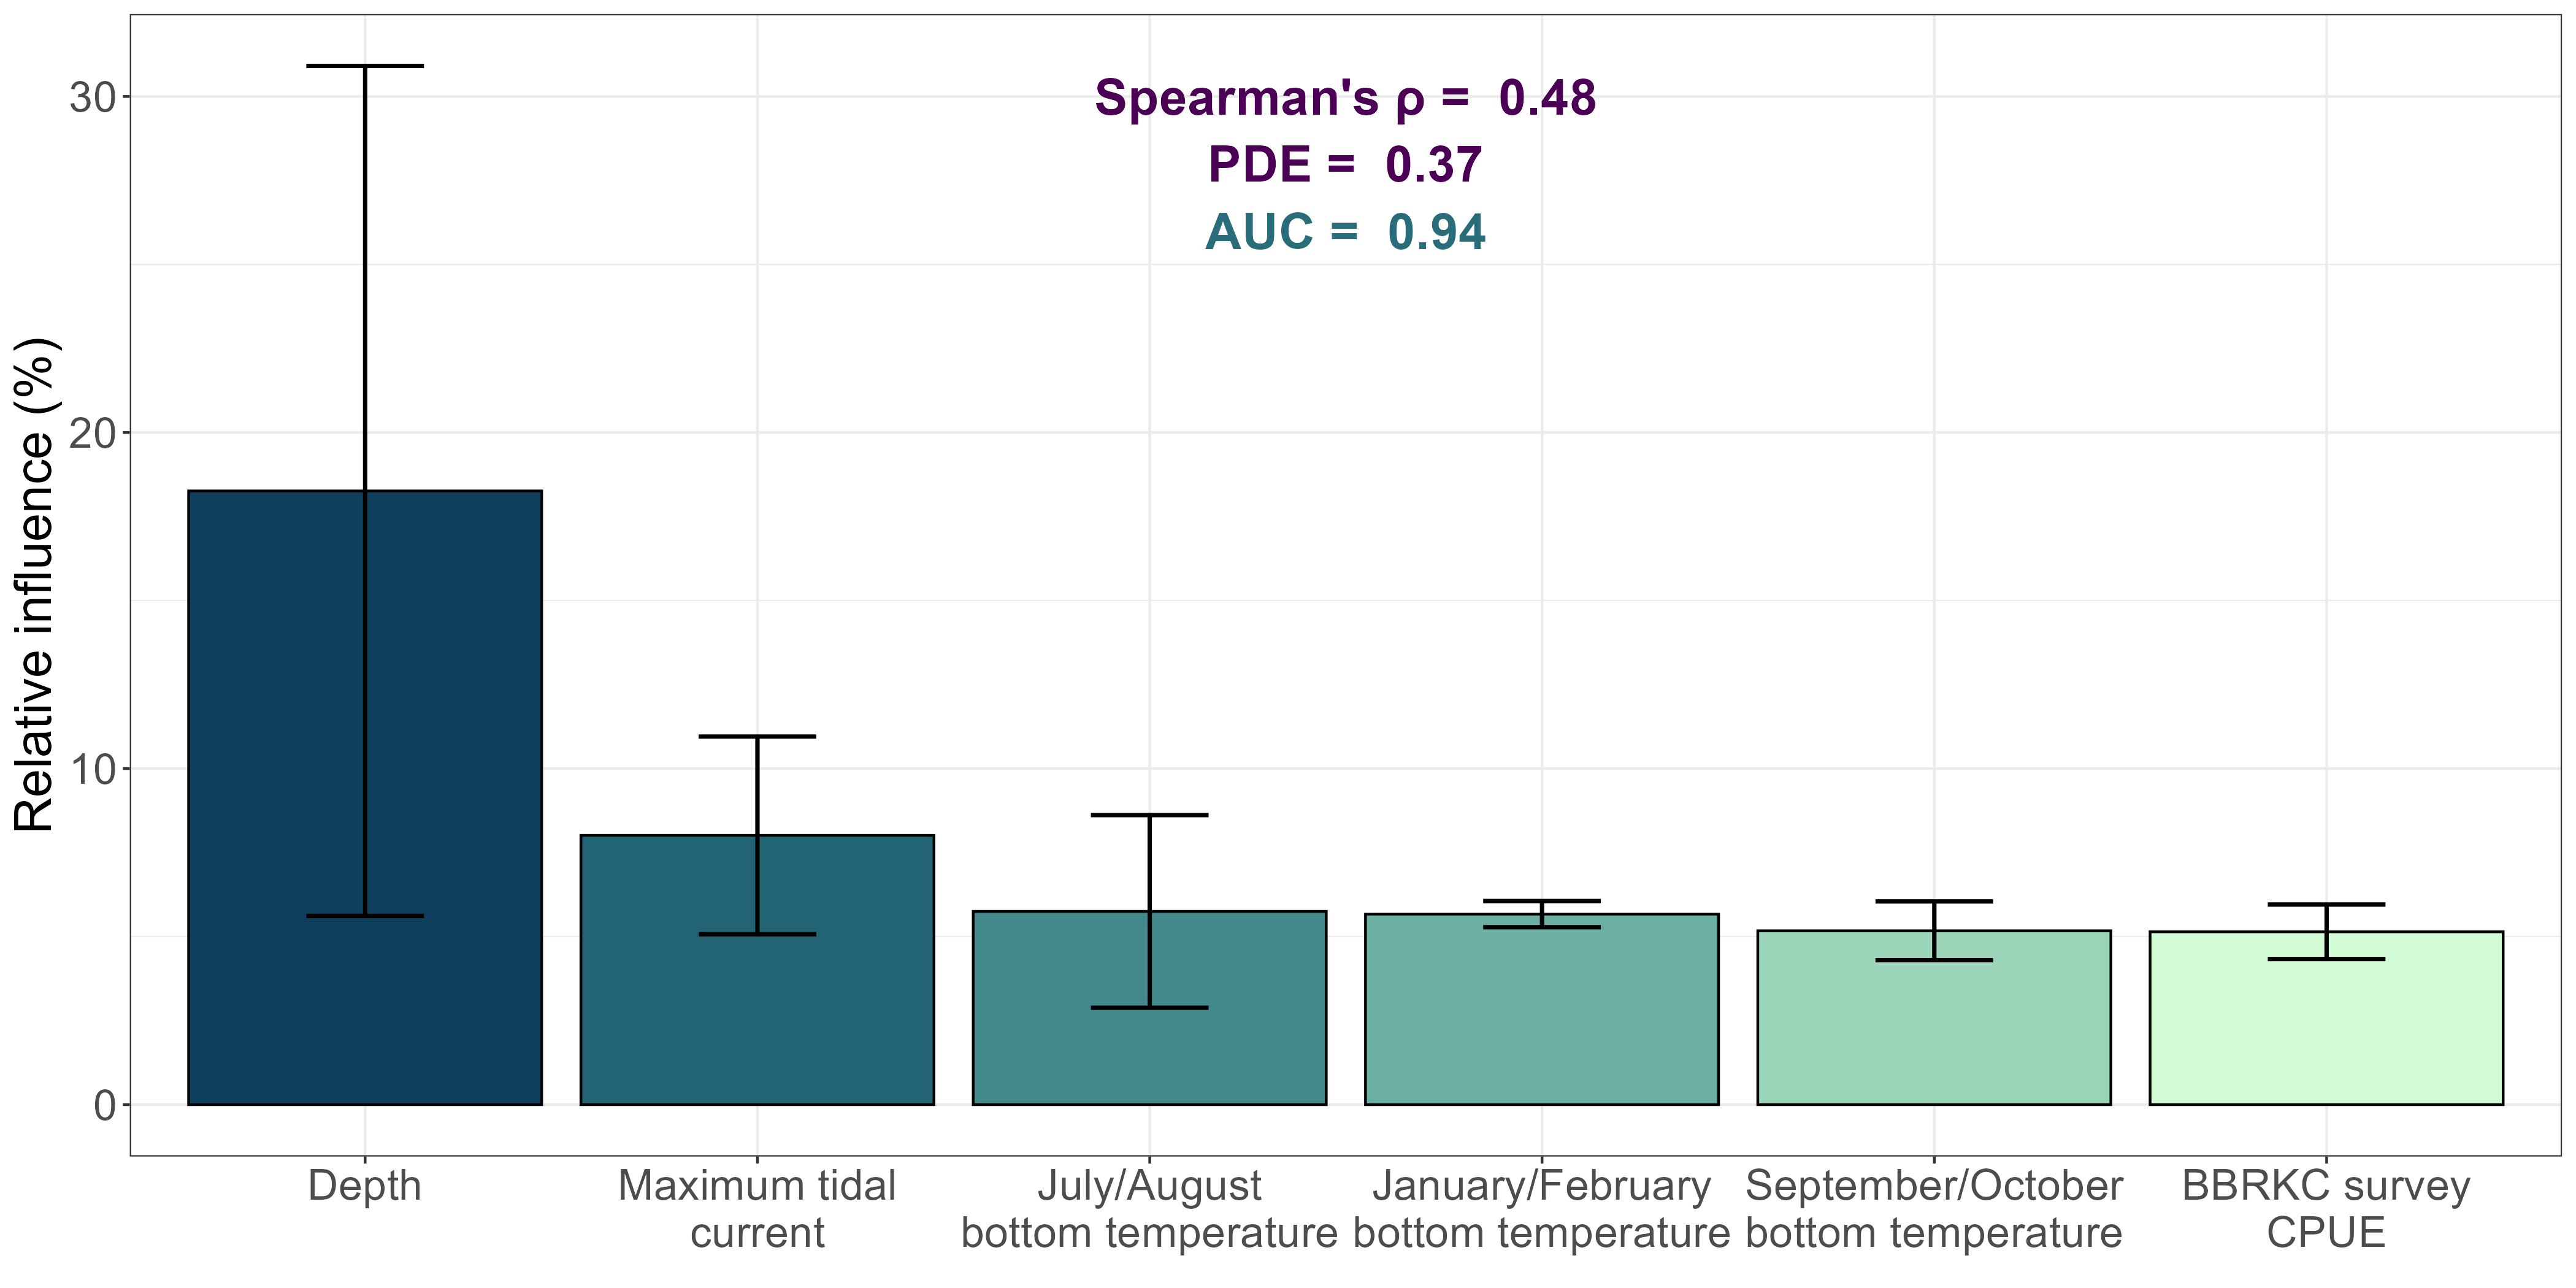 Spearman's ρ = 0.48
PDE = 0.37
AUC = 0.94
Relative influence (%)
30
20
10
0
Depth
Maximum tidal
current
July/August
bottom temperature
January/February
bottom temperature
September/October
bottom temperature
BBRKC survey
CPUE